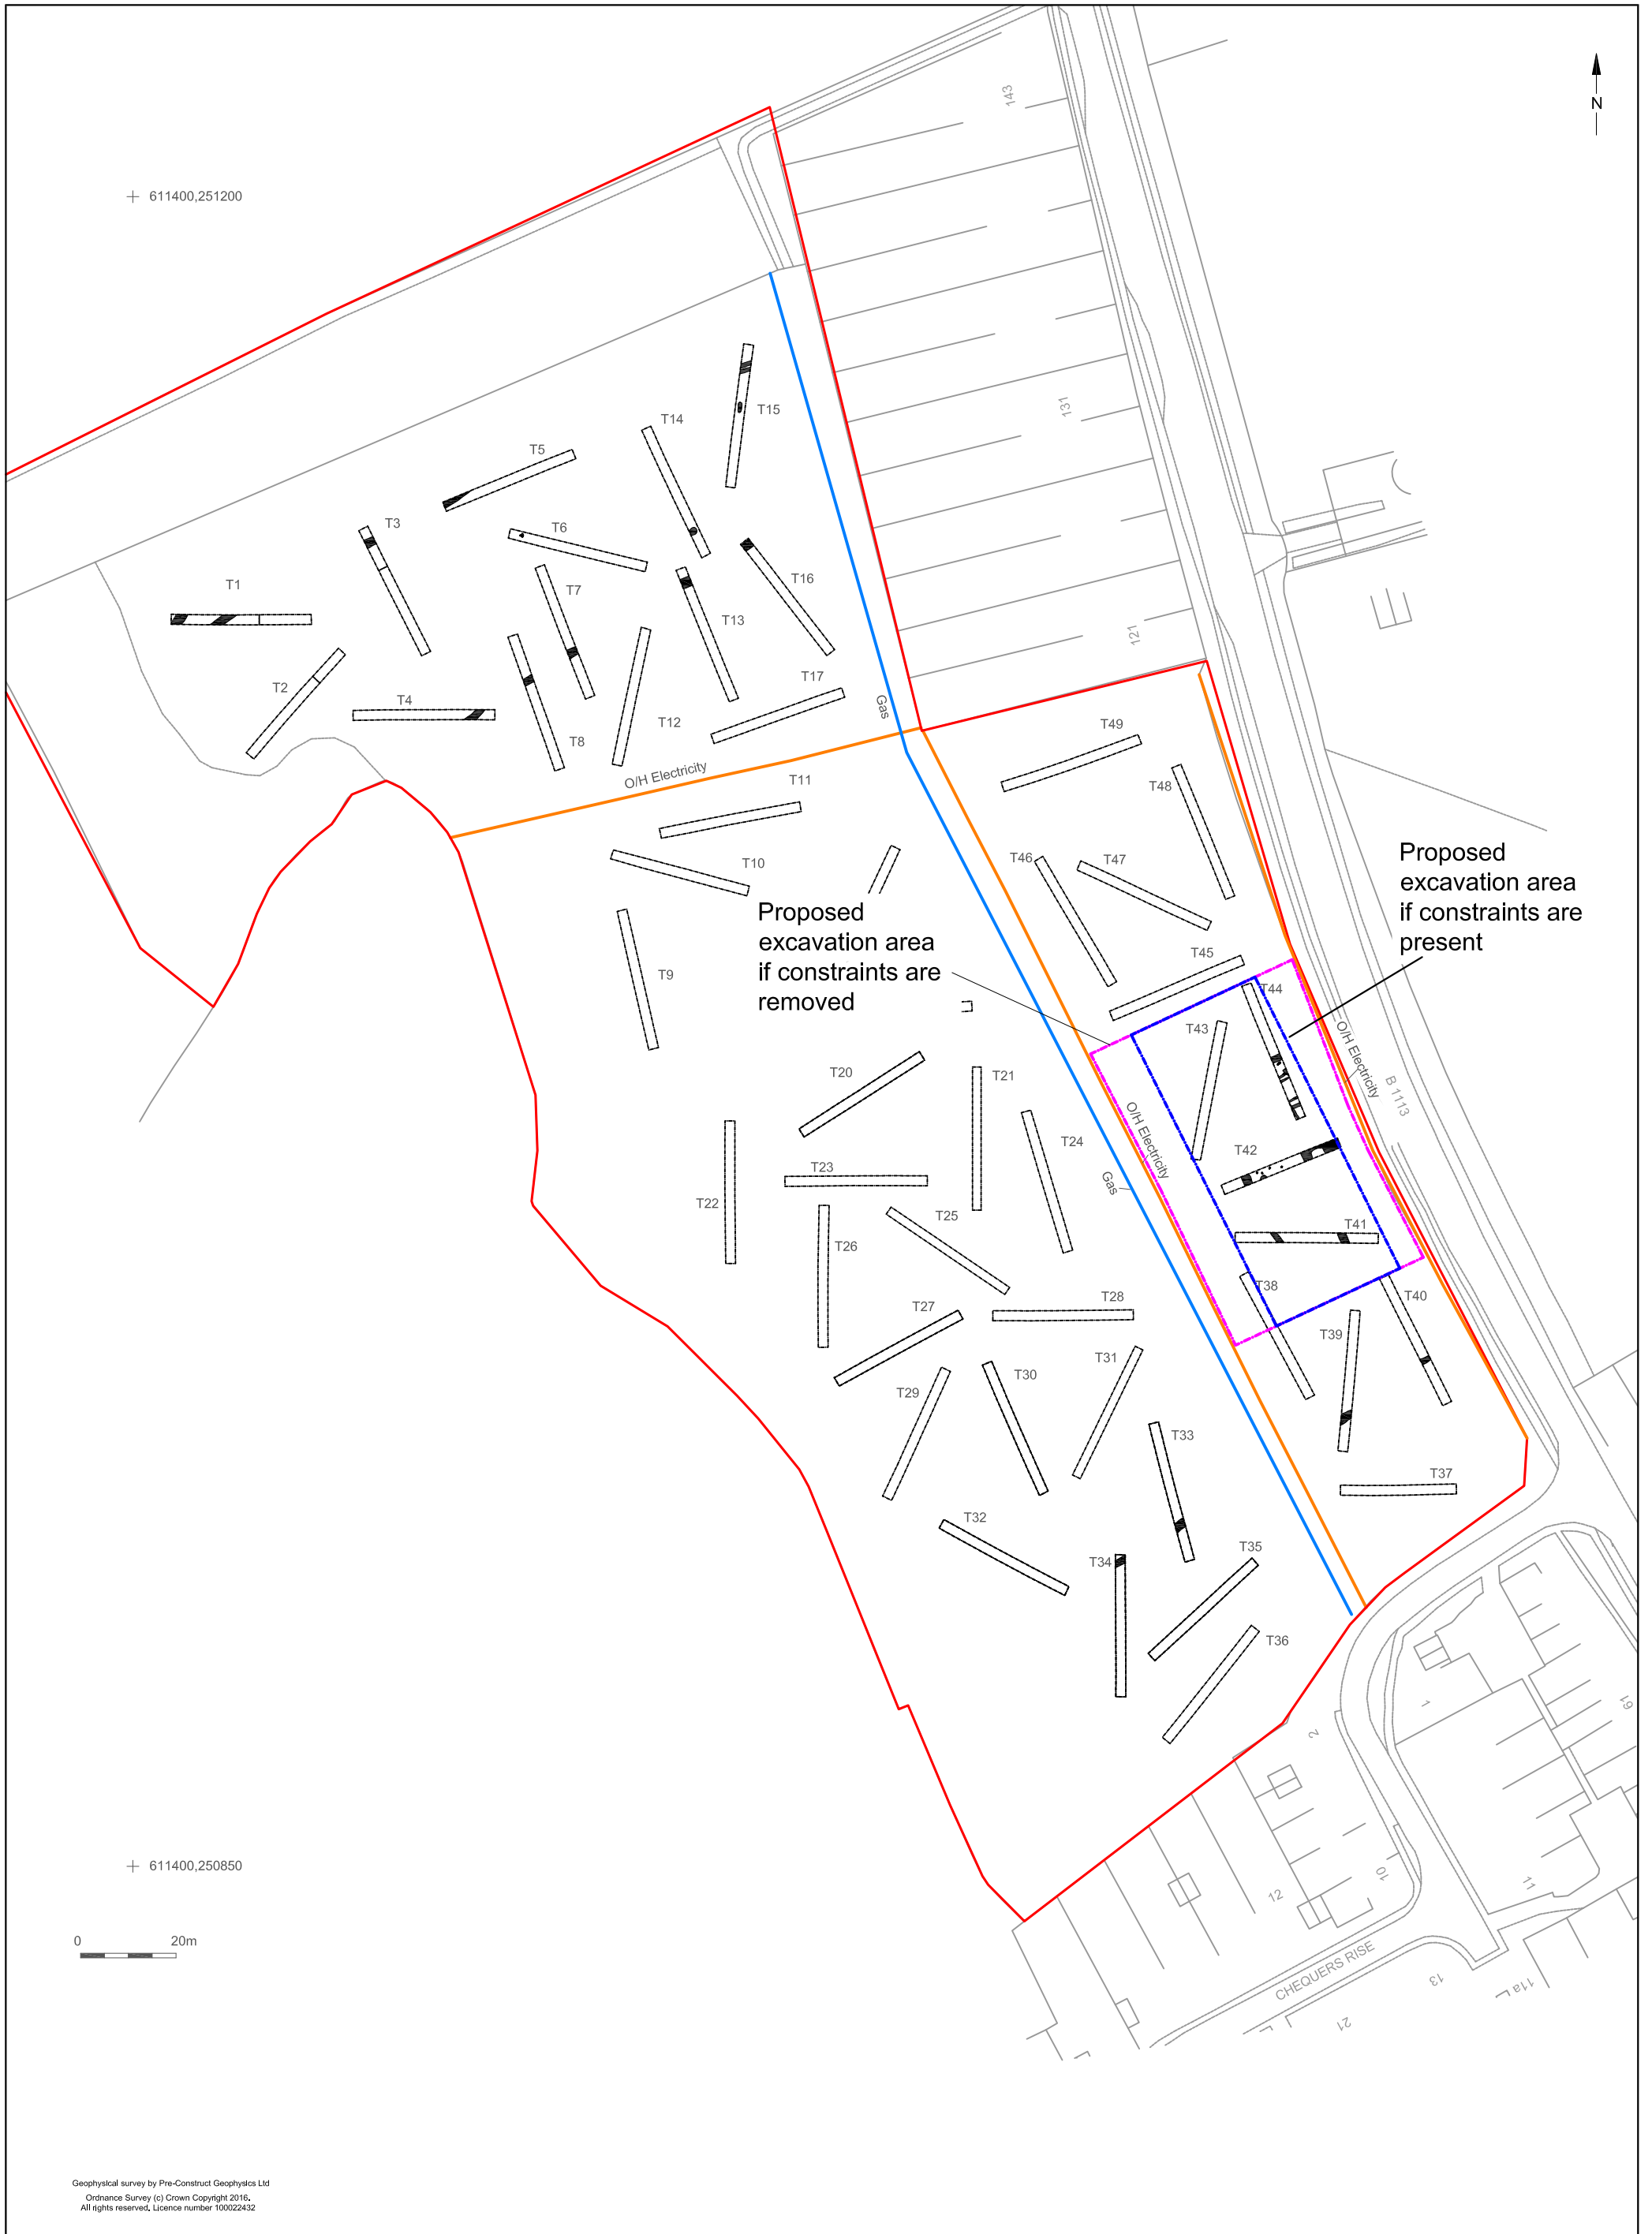 143
N
611400,251200
131
T14
T15
T5
T3
T6
T1
T7
T16
T13
121
T17
T2
T4
Gas
T12
T49
T8
O/H Electricity
T11
T48
T46
T47
T10
Proposed
excavation area
if constraints are
present
Proposed
excavation area
if constraints are
removed
T45
T9
T44
T43
O/H Electricity
T20
T21
B 1113
O/H Electricity
T24
T42
T23
Gas
T22
T25
T41
T26
T38
T40
T28
T27
T39
T31
T30
T29
T33
T37
T32
T35
T34
T36
1
61
2
611400,250850
10
12
11
0
20m
CHEQUERS RISE
13
11a
21
Geophysical survey by Pre-Construct Geophysics Ltd
Ordnance Survey (c) Crown Copyright 2016.
All rights reserved. Licence number 100022432